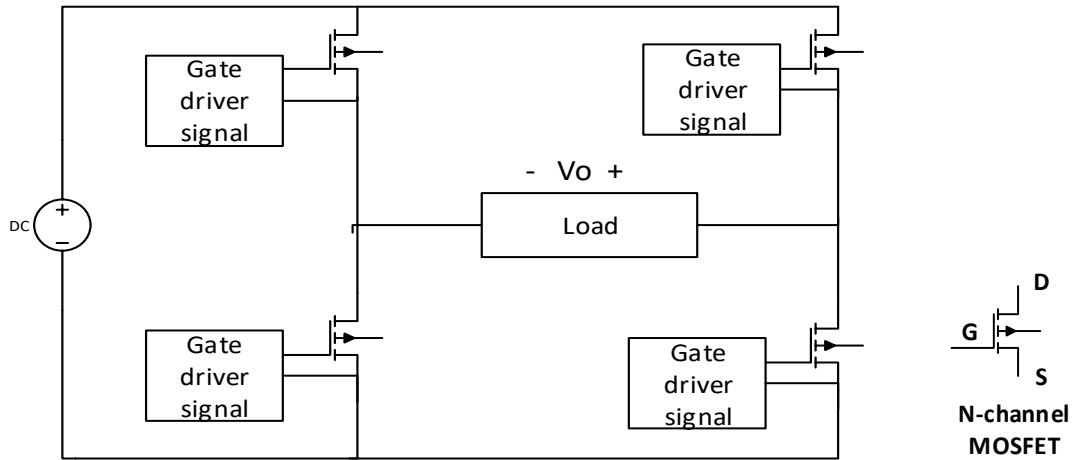 Gate
driver
signal
Gate
driver
signal
- Vo +
Load
DC
+
−
Gate
driver
signal
Gate
driver
signal
D
G
S
N-channel
MOSFET